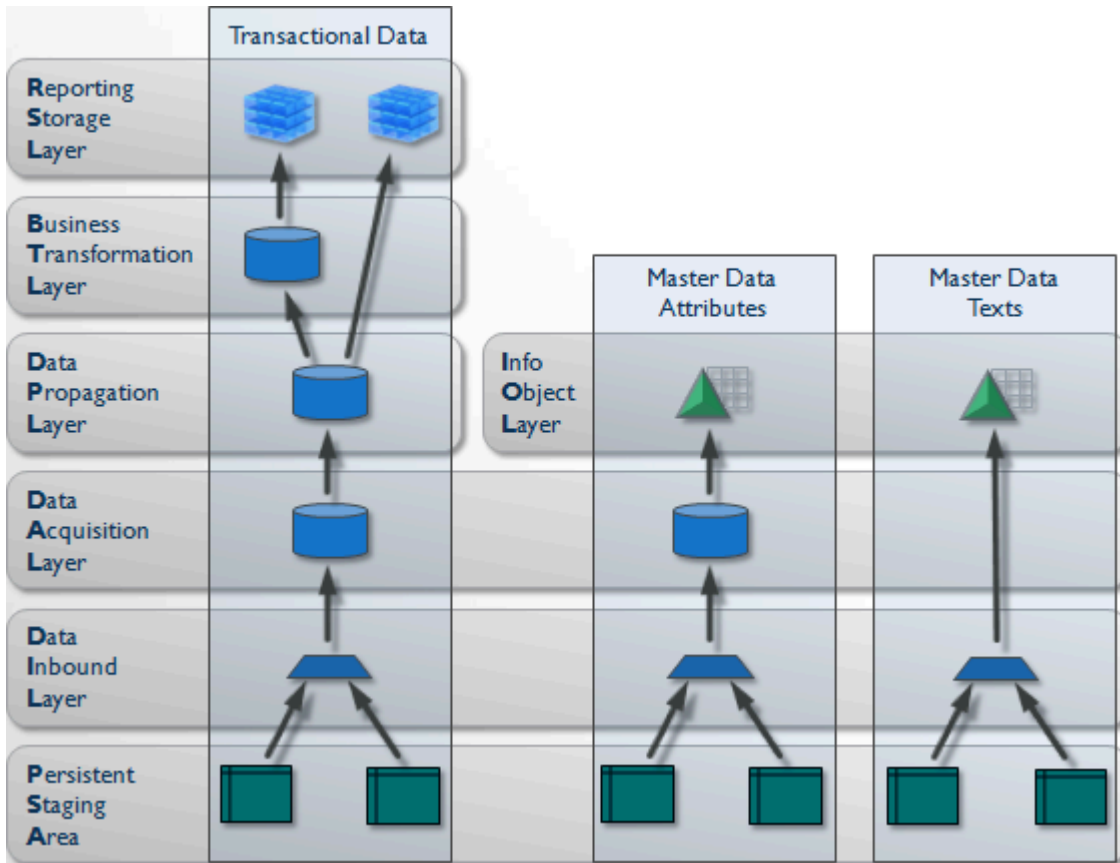 Transactional Data
Reporting
Storage
Layer
Business
Transformation
Layer
Master Data
Attributes
Master Data
Texts
Data
Propagation
Layer
Info
Object
Layer
Data
Acquisition
Layer
Data
Inbound
Layer
Persistent
Staging
Area